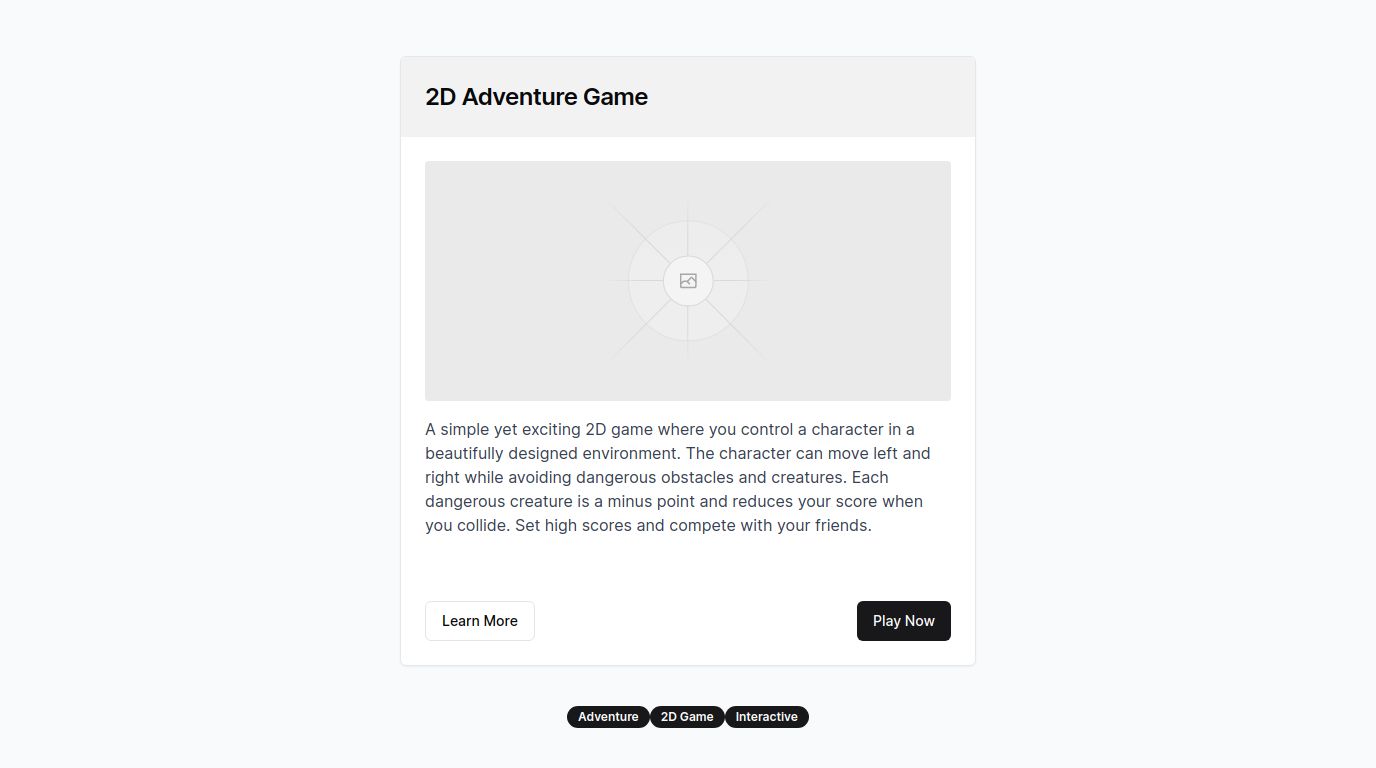 2D Adventure Game
A simple yet exciting 2D game where you control a character in a
beautifully designed environment. The character can move left and
right while avoiding dangerous obstacles and creatures. Each
dangerous creature is a minus point and reduces your score when
you collide. Set high scores and compete with your friends.
Learn More
Play Now
Adventure
2D Game
Interactive